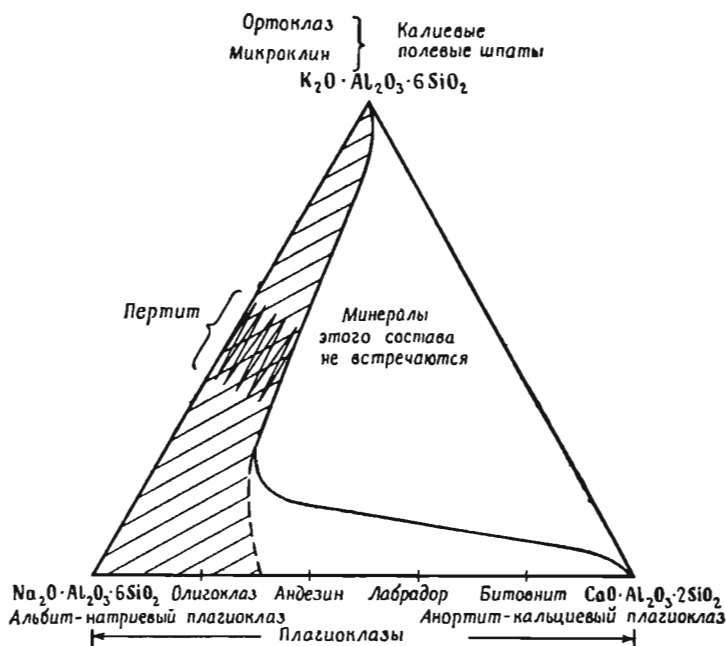 Ортоклаз
Микроклин
Калиевые
полевые шпаты
K₂O·Al₂O₃·6SiO₂
Пертит
Минералы
этого состава
не встречаются
Na₂O·Al₂O₃·6SiO₂ Олигоклаз Андезин Лабрадор Битовнит CaO·Al₂O₃·2SiO₂
Альбит-натриевый плагиоклаз Анортит-кальциевый плагиоклаз
Плагиоклазы